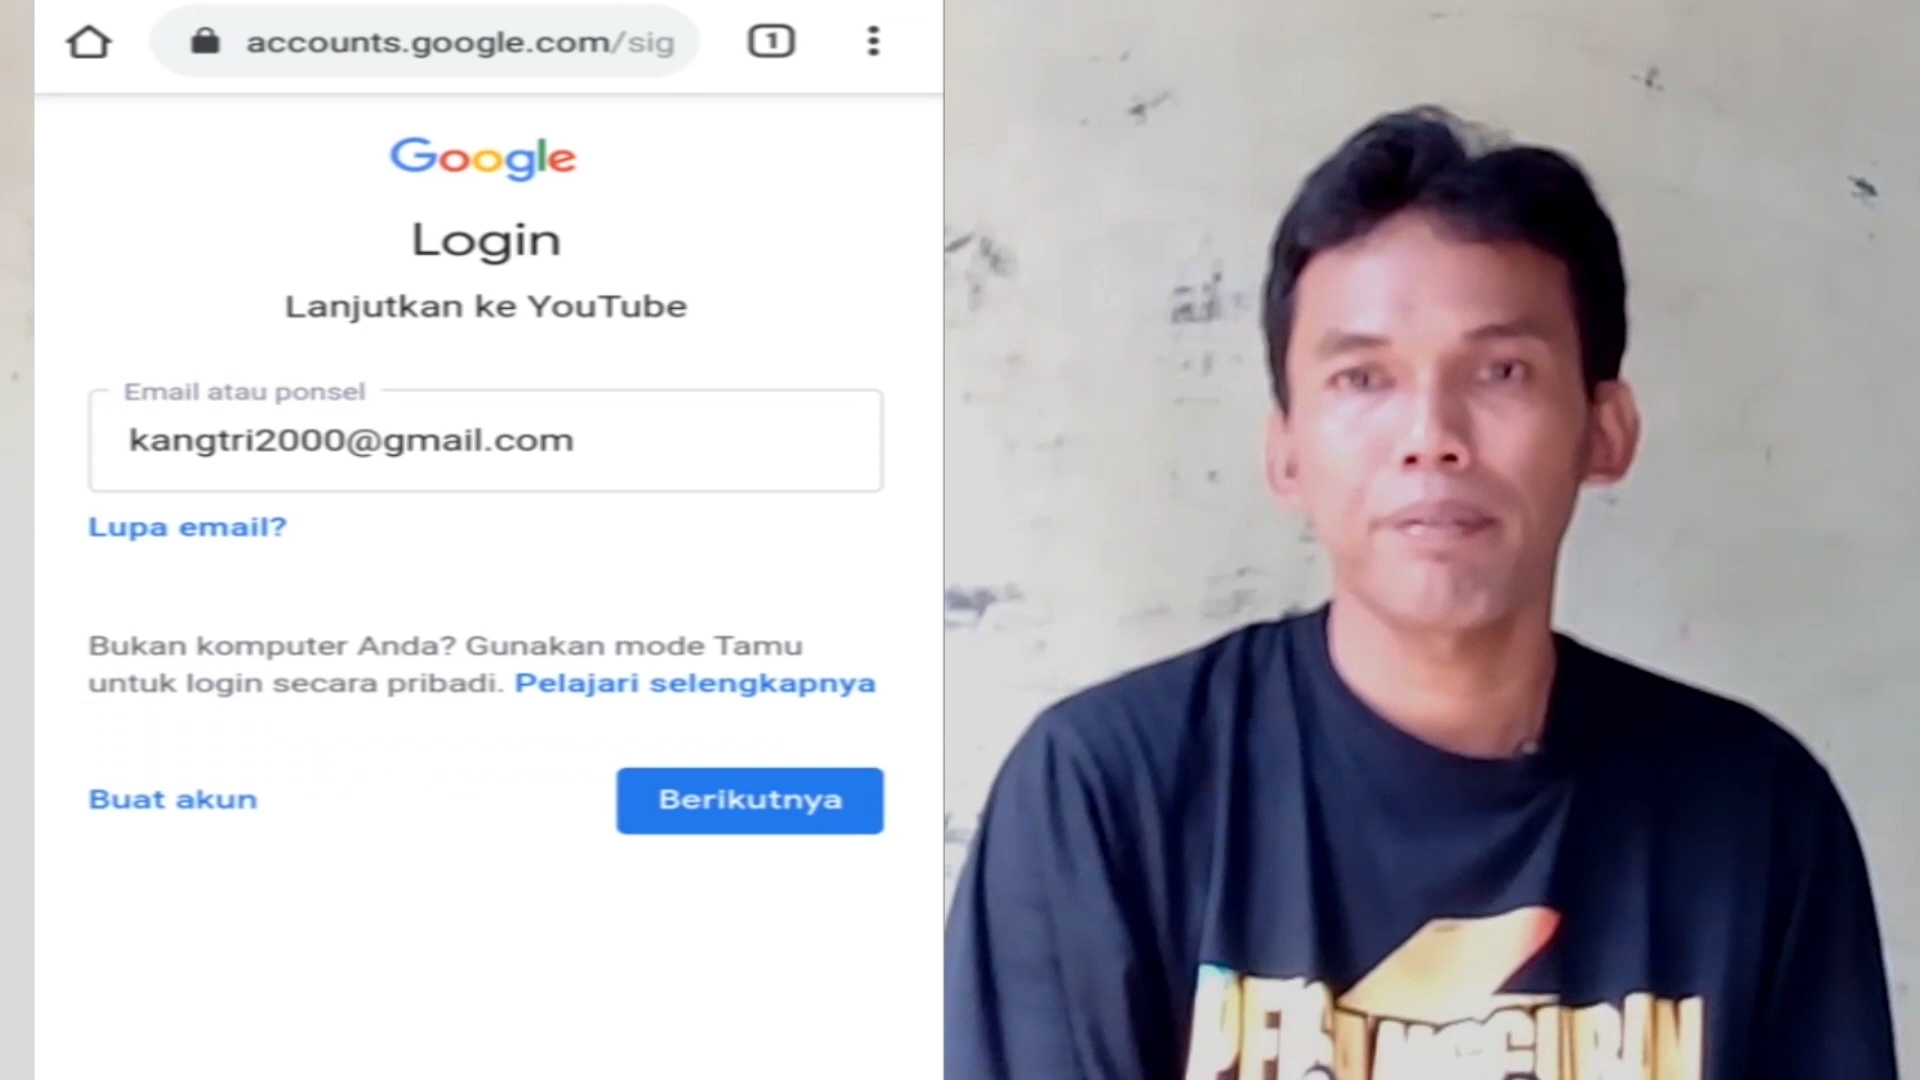 accounts.google.com/sig
1
Google
Login
Lanjutkan ke YouTube
Email atau ponsel
kangtri2000@gmail.com
Lupa email?
Bukan komputer Anda? Gunakan mode Tamu
untuk login secara pribadi. Pelajari selengkapnya
Buat akun
Berikutnya